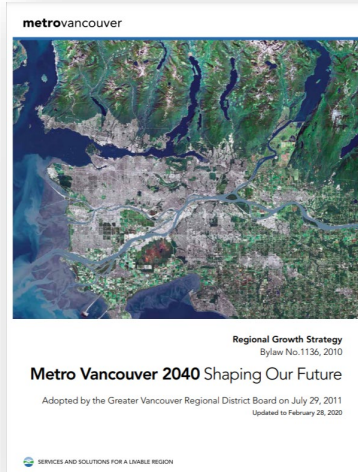 metrovancouver
Regional Growth Strategy
Bylaw No.1136, 2010
Metro Vancouver 2040 Shaping Our Future
Adopted by the Greater Vancouver Regional District Board on July 29, 2011
Updated to February 28, 2020
SERVICES AND SOLUTIONS FOR A LIVABLE REGION